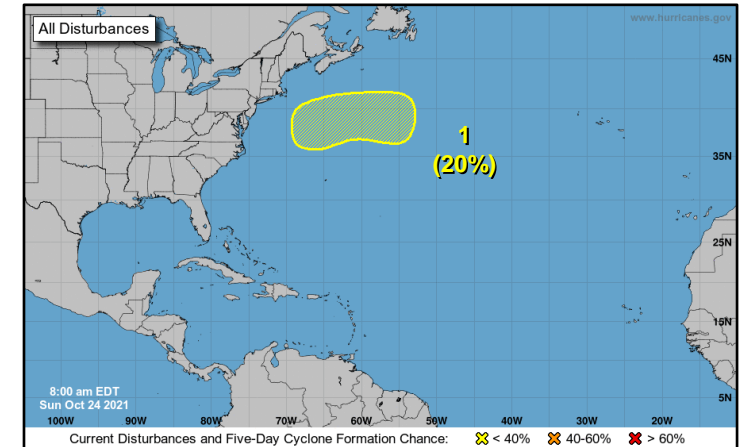 All Disturbances
www.hurricanes.gov
45N
1
(20%)
35N
25N
15N
8:00 am EDT
Sun Oct 24 2021
5N
100W 90W 80W 70W 60W 50W 40W 30W 20W
Current Disturbances and Five-Day Cyclone Formation Chance: < 40% 40-60% > 60%